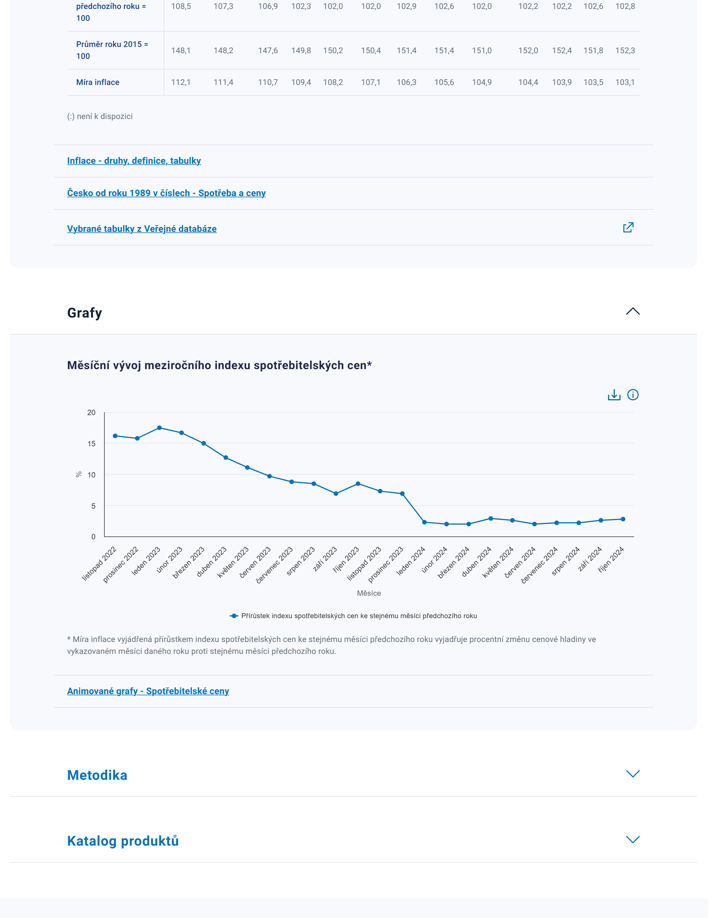 předchozího roku = 100 108,5 107,3 106,9 102,3 102,0 102,0 102,9 102,6 102,0 102,2 102,2 102,6 102,8
Průměr roku 2015 = 100 148,1 148,2 147,6 149,8 150,2 150,4 151,4 151,4 151,0 152,0 152,4 151,8 152,3
Míra inflace 112,1 111,4 110,7 109,4 108,2 107,1 106,3 105,6 104,9 104,4 103,9 103,5 103,1
(:) není k dispozici
Inflace - druhy, definice, tabulky
Česko od roku 1989 v číslech - Spotřeba a ceny
Vybrané tabulky z Veřejné databáze
Grafy
Měsíční vývoj meziročního indexu spotřebitelských cen*
20
15
10
5
0
%
listopad 2022
prosinec 2022
leden 2023
únor 2023
březen 2023
duben 2023
květen 2023
červen 2023
červenec 2023
srpen 2023
září 2023
říjen 2023
listopad 2023
prosinec 2023
leden 2024
únor 2024
březen 2024
duben 2024
květen 2024
červen 2024
červenec 2024
srpen 2024
září 2024
říjen 2024
Měsíce
Přírůstek indexu spotřebitelských cen ke stejnému měsíci předchozího roku
* Míra inflace vyjádřená přírůstkem indexu spotřebitelských cen ke stejnému měsíci předchozího roku vyjadřuje procentní změnu cenové hladiny ve
vykazovaném měsíci daného roku proti stejnému měsíci předchozího roku.
Animované grafy - Spotřebitelské ceny
Metodika
Katalog produktů